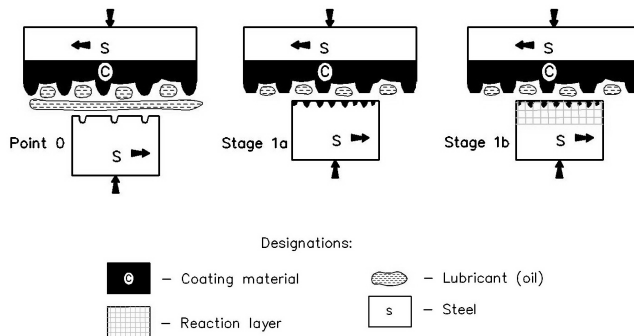 S S S
C C C
Point 0 S Stage 1a S Stage 1b S
Designations:
C – Coating material – Lubricant (oil)
– Reaction layer S – Steel